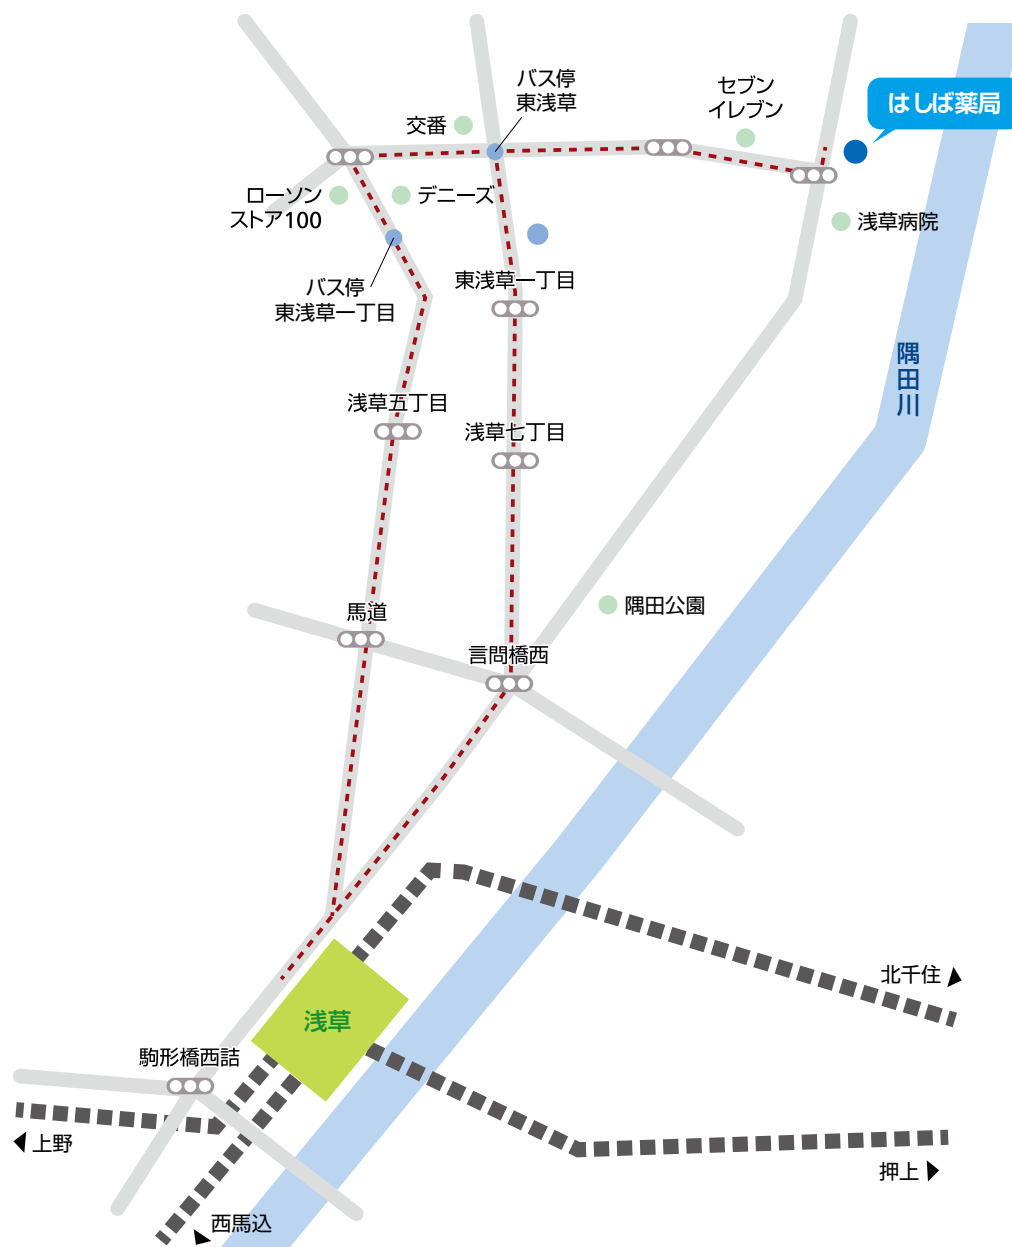 バス停
東浅草
セブン
イレブン
はしば薬局
交番
ローソン
ストア100
デニーズ
浅草病院
バス停
東浅草一丁目
東浅草一丁目
隅田川
浅草五丁目
浅草七丁目
馬道
隅田公園
言問橋西
北千住
浅草
駒形橋西詰
上野
押上
西馬込